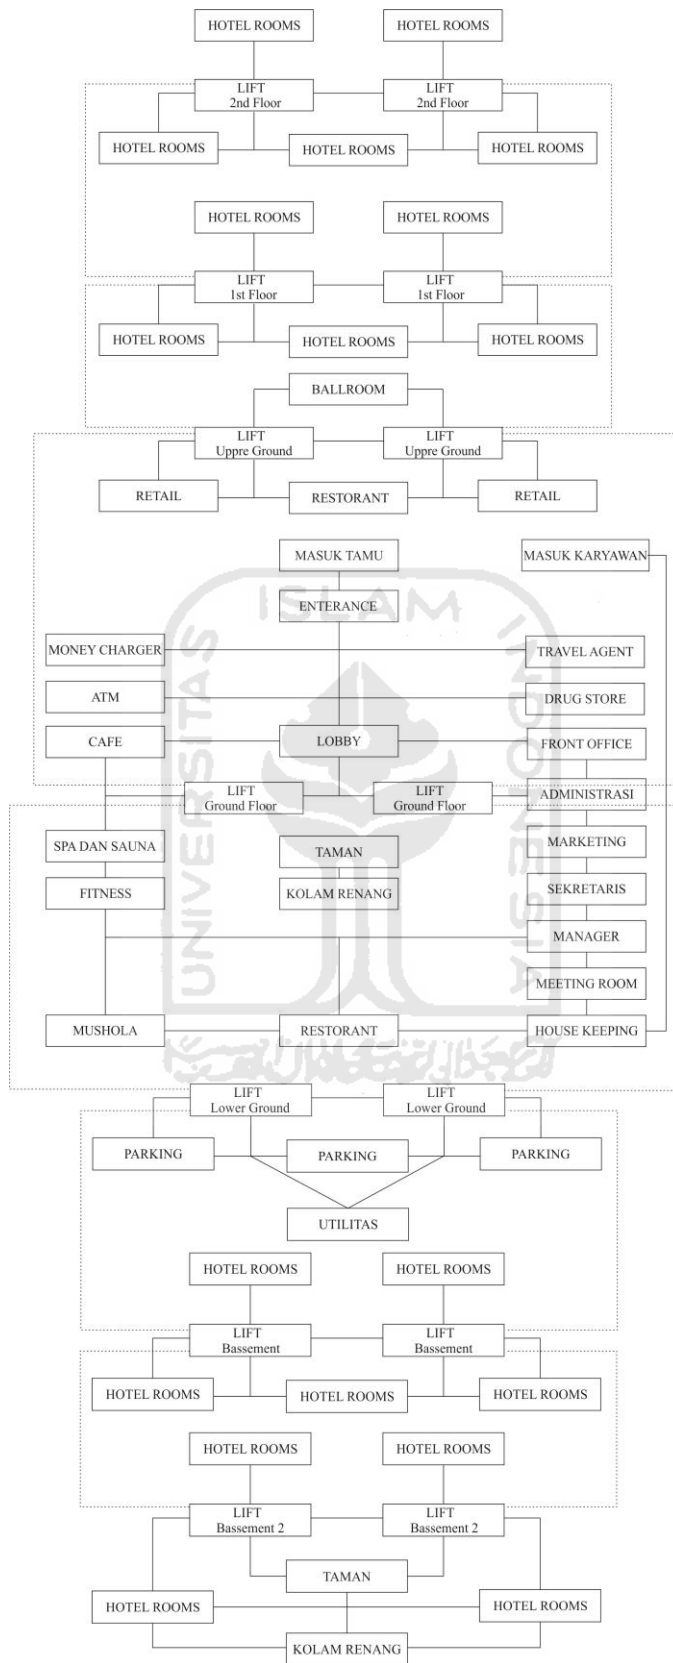 HOTEL ROOMS
HOTEL ROOMS
LIFT
2nd Floor
LIFT
2nd Floor
HOTEL ROOMS
HOTEL ROOMS
HOTEL ROOMS
HOTEL ROOMS
HOTEL ROOMS
LIFT
1st Floor
LIFT
1st Floor
HOTEL ROOMS
HOTEL ROOMS
HOTEL ROOMS
BALLROOM
LIFT
Uppre Ground
LIFT
Uppre Ground
RETAIL
RESTORANT
RETAIL
MASUK TAMU
MASUK KARYAWAN
ENTERANCE
ISLAM
UNIVERSITAS
INDONESIA
MONEY CHARGER
TRAVEL AGENT
ATM
DRUG STORE
CAFE
LOBBY
FRONT OFFICE
LIFT
Ground Floor
LIFT
Ground Floor
ADMINISTRASI
SPA DAN SAUNA
TAMAN
MARKETING
FITNESS
KOLAM RENANG
SEKRETARIS
MANAGER
MEETING ROOM
MUSHOLA
RESTORANT
HOUSE KEEPING
LIFT
Lower Ground
LIFT
Lower Ground
PARKING
PARKING
PARKING
UTILITAS
HOTEL ROOMS
HOTEL ROOMS
LIFT
Bassement
LIFT
Bassement
HOTEL ROOMS
HOTEL ROOMS
HOTEL ROOMS
HOTEL ROOMS
HOTEL ROOMS
LIFT
Bassement 2
LIFT
Bassement 2
TAMAN
HOTEL ROOMS
HOTEL ROOMS
KOLAM RENANG